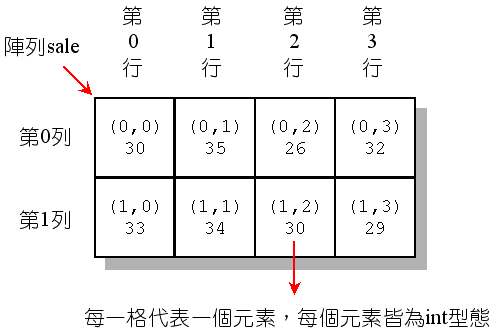 第0行 第1行 第2行 第3行
陣列sale
第0列
(0,0) (0,1) (0,2) (0,3)
30 35 26 32
第1列
(1,0) (1,1) (1,2) (1,3)
33 34 30 29
每一格代表一個元素，每個元素皆為int型態